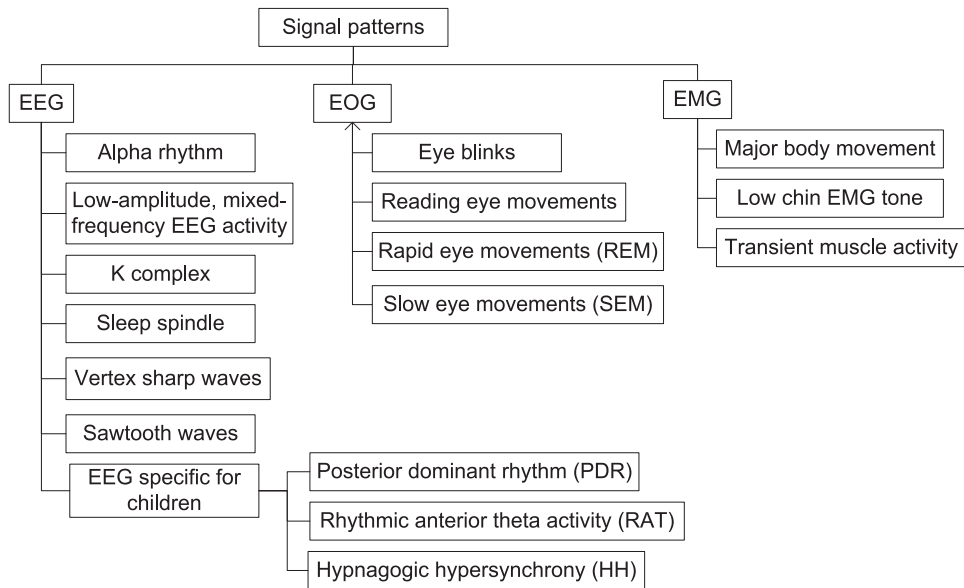 Signal patterns
EEG
EOG
EMG
Alpha rhythm
Low-amplitude, mixed-
frequency EEG activity
K complex
Sleep spindle
Vertex sharp waves
Sawtooth waves
EEG specific for
children
Posterior dominant rhythm (PDR)
Rhythmic anterior theta activity (RAT)
Hypnagogic hypersynchrony (HH)
Eye blinks
Reading eye movements
Rapid eye movements (REM)
Slow eye movements (SEM)
Major body movement
Low chin EMG tone
Transient muscle activity